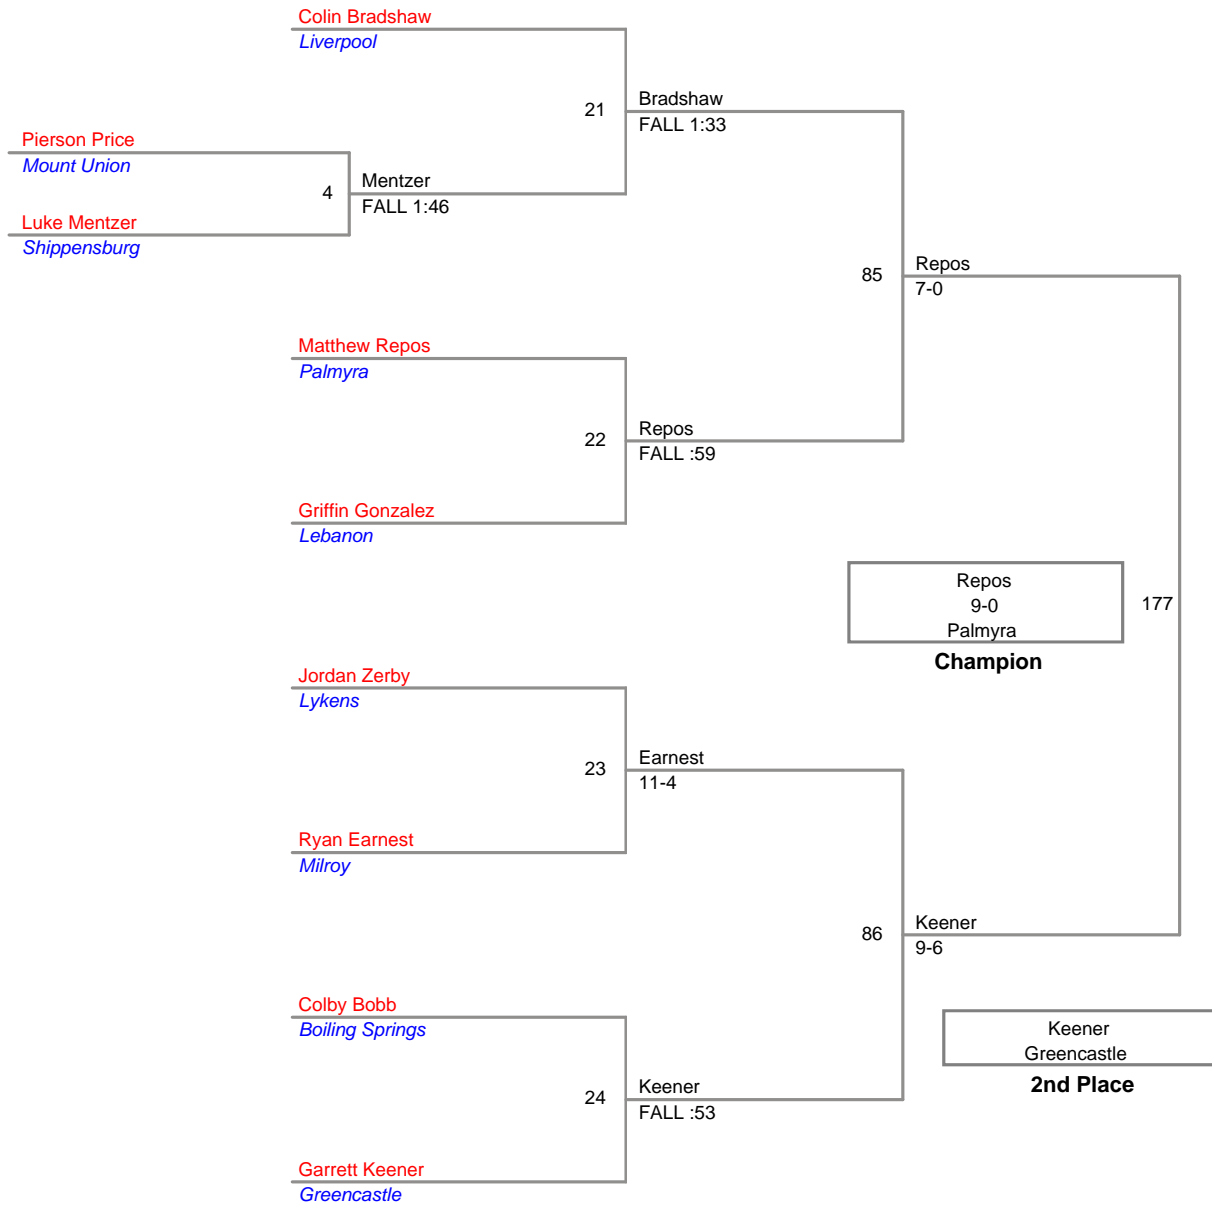 Colin Bradshaw
Liverpool
21
Bradshaw
FALL 1:33
Pierson Price
Mount Union
4
Mentzer
FALL 1:46
Luke Mentzer
Shippensburg
85
Repos
7-0
Matthew Repos
Palmyra
22
Repos
FALL :59
Griffin Gonzalez
Lebanon
Repos
9-0
Palmyra
Champion
177
Jordan Zerby
Lykens
23
Earnest
11-4
Ryan Earnest
Milroy
86
Keener
9-6
Colby Bobb
Boiling Springs
Keener
Greencastle
2nd Place
24
Keener
FALL :53
Garrett Keener
Greencastle